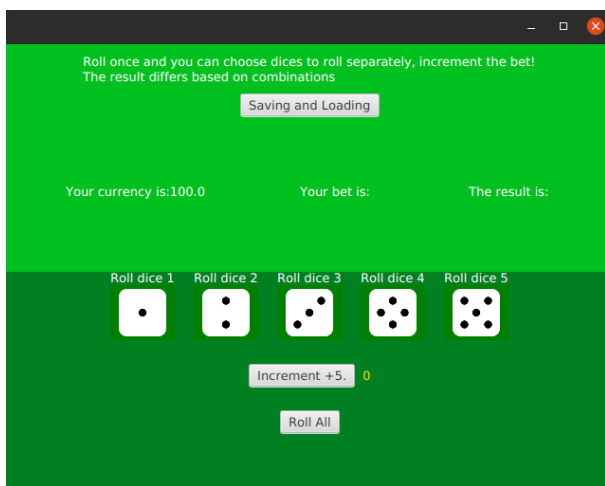 Roll once and you can choose dices to roll separately, increment the bet!
The result differs based on combinations
Saving and Loading
Your currency is:100.0 Your bet is: The result is:
Roll dice 1 Roll dice 2 Roll dice 3 Roll dice 4 Roll dice 5
Increment +5. 0
Roll All